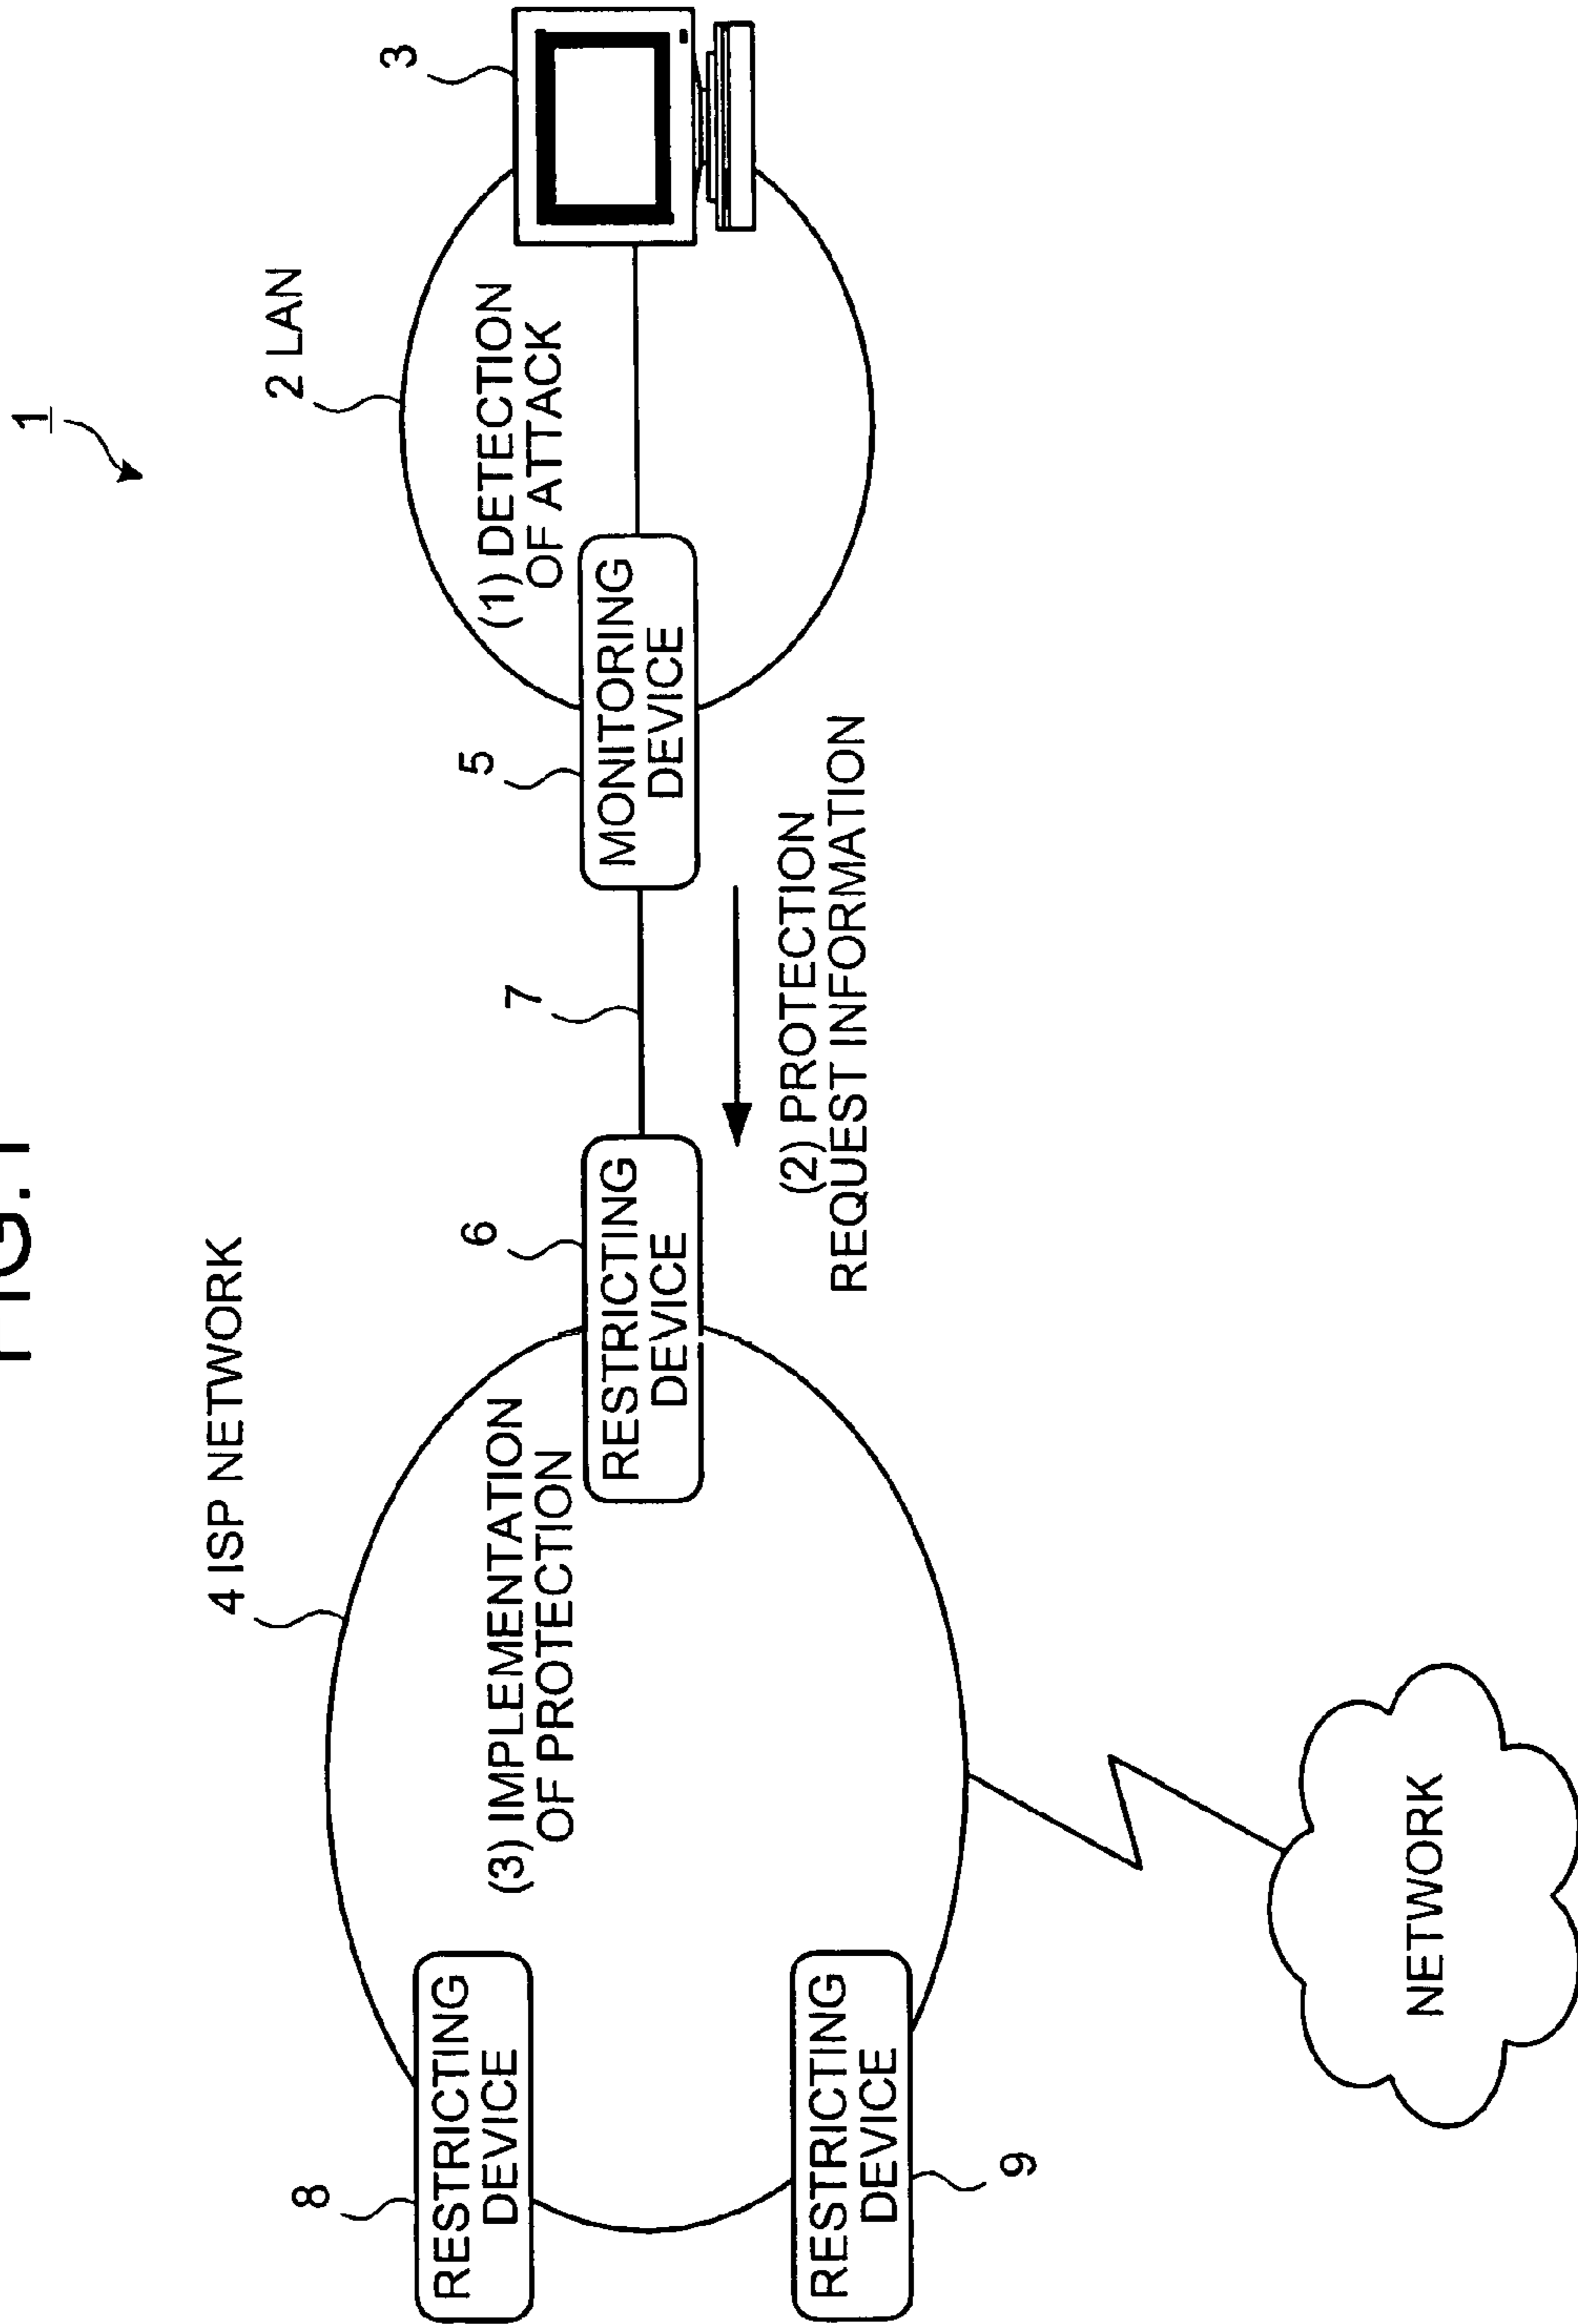 FIG.1
1
4 ISP NETWORK
2 LAN
3
8
RESTRICTING
DEVICE
(3) IMPLEMENTATION
OF PROTECTION
6
RESTRICTING
DEVICE
7
5
MONITORING
DEVICE
(1) DETECTION
OF ATTACK
(2) PROTECTION
REQUEST INFORMATION
RESTRICTING
DEVICE
9
NETWORK